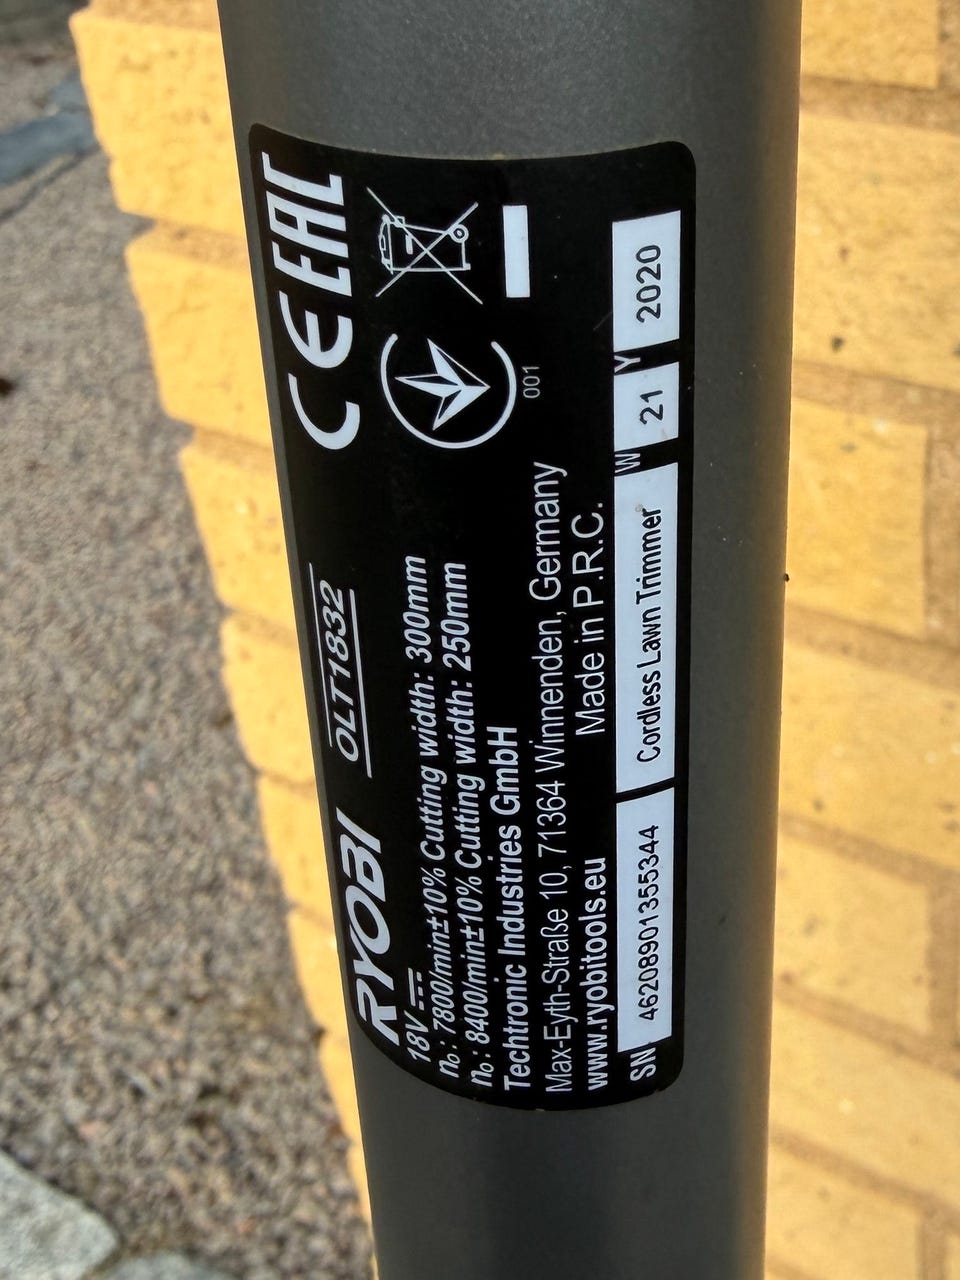 RYOBI OLT1832
18V
n₀: 7800/min±10% Cutting width: 300mm
n₀: 8400/min±10% Cutting width: 250mm
Techtronic Industries GmbH
Max-Eyth-Straße 10, 71364 Winnenden, Germany
www.ryobitools.eu Made in P.R.C.
SN 46208901355344 Cordless Lawn Trimmer W 21 Y 2020
CE EAC
001